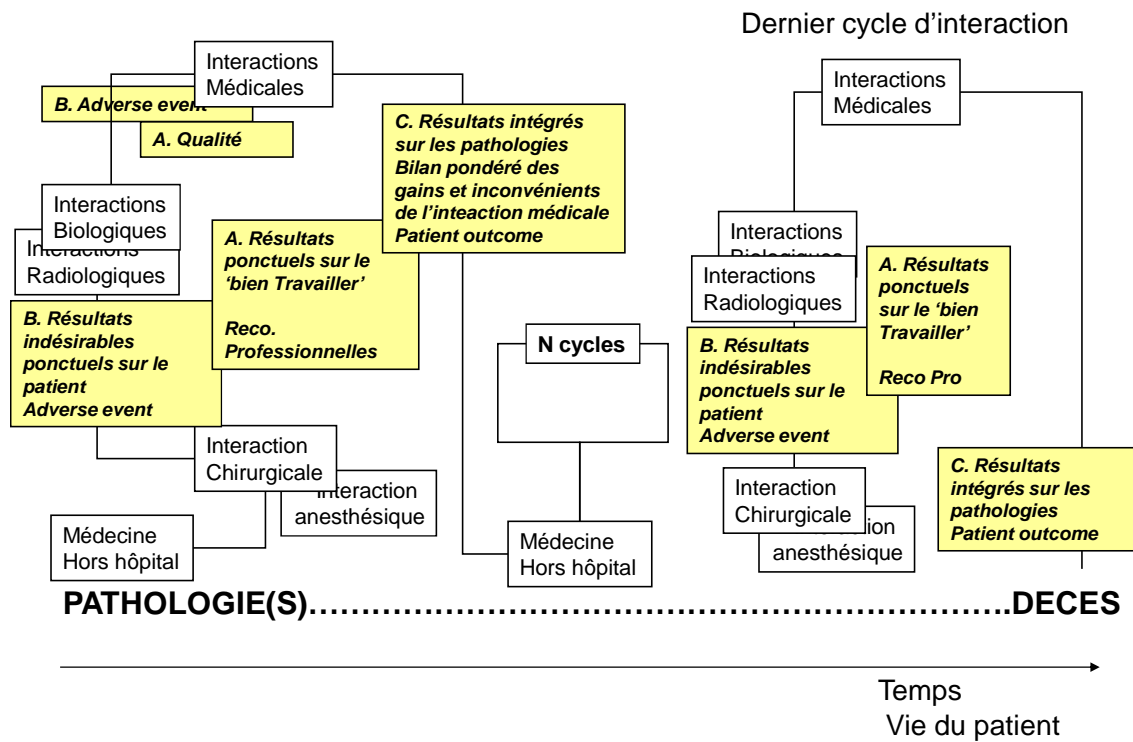 Dernier cycle d'interaction
Interactions
Médicales
B. Adverse event
A. Qualité
C. Résultats intégrés
sur les pathologies
Bilan pondéré des
gains et inconvénients
de l'inteaction médicale
Patient outcome
Interactions
Biologiques
Interactions
Radiologiques
A. Résultats
ponctuels sur le
'bien Travailler'
Reco.
Professionnelles
B. Résultats
indésirables
ponctuels sur le
patient
Adverse event
Interaction
Chirurgicale
Interaction
anesthésique
Médecine
Hors hôpital
N cycles
Médecine
Hors hôpital
Interactions
Médicales
Interactions
Biologiques
Interactions
Radiologiques
A. Résultats
ponctuels
sur le 'bien
Travailler'
Reco Pro
B. Résultats
indésirables
ponctuels sur le
patient
Adverse event
Interaction
Chirurgicale
anesthésique
C. Résultats
intégrés sur les
pathologies
Patient outcome
PATHOLOGIE(S)……………………………………………………………………..DECES
Temps
Vie du patient